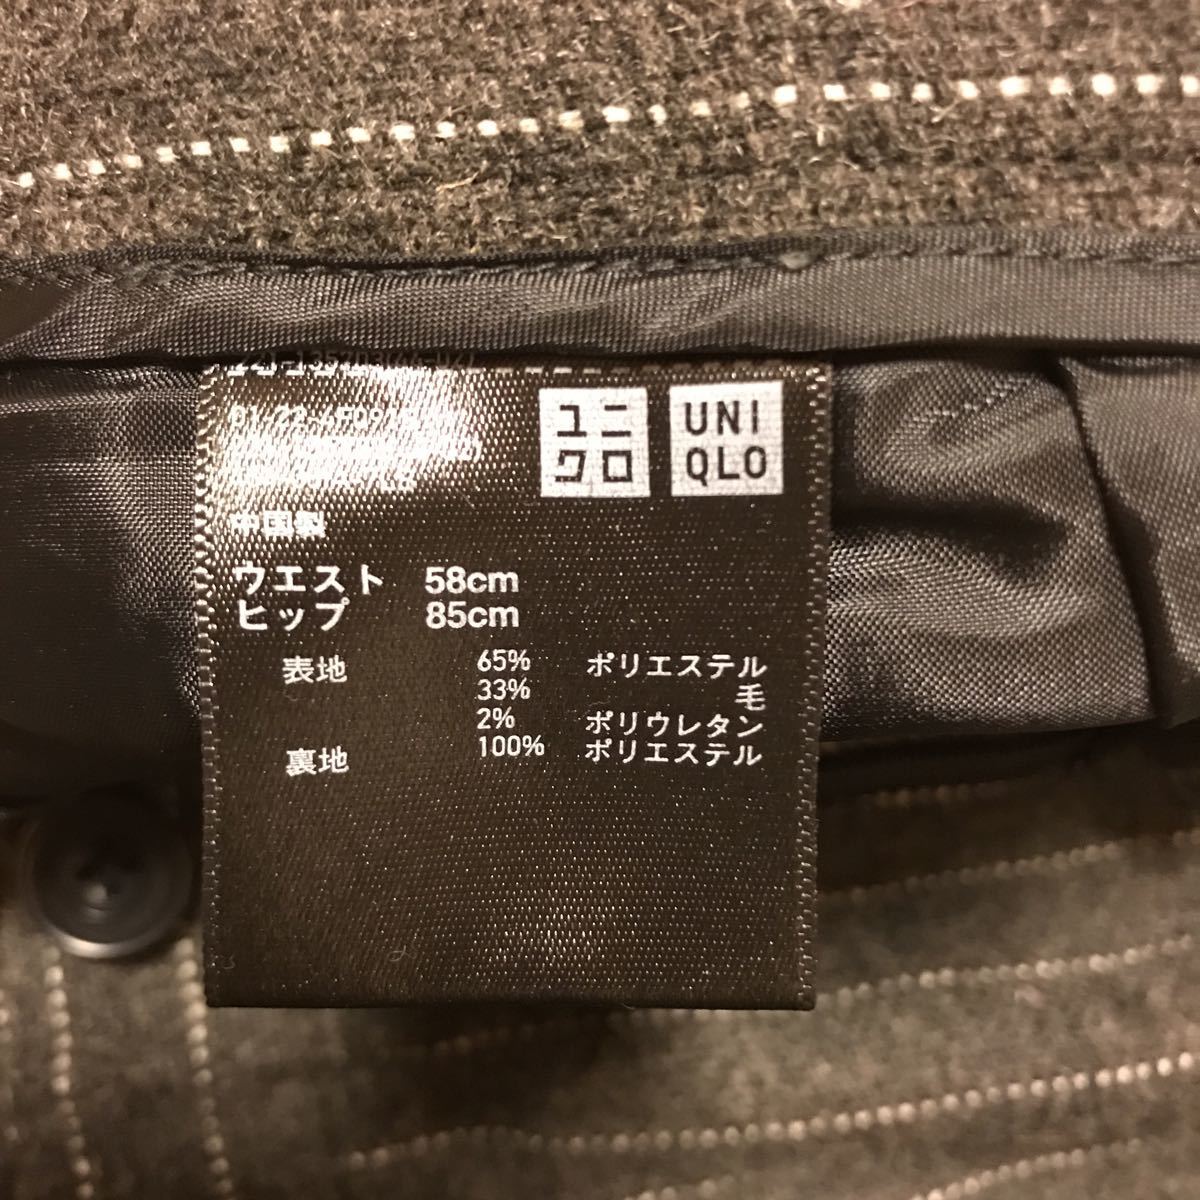 ユニ
クロ
UNI
QLO
中国製
ウエスト 58cm
ヒップ 85cm
表地 65% ポリエステル
33% 毛
2% ポリウレタン
裏地 100% ポリエステル